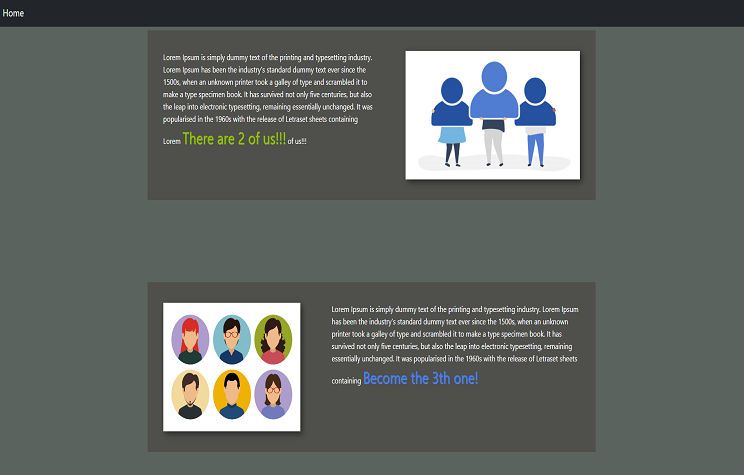 Home
Lorem Ipsum is simply dummy text of the printing and typesetting industry.
Lorem Ipsum has been the industry's standard dummy text ever since the
1500s, when an unknown printer took a galley of type and scrambled it to
make a type specimen book. It has survived not only five centuries, but also
the leap into electronic typesetting, remaining essentially unchanged. It was
popularised in the 1960s with the release of Letraset sheets containing
Lorem There are 2 of us!!! of us!!!
Lorem Ipsum is simply dummy text of the printing and typesetting industry. Lorem Ipsum
has been the industry's standard dummy text ever since the 1500s, when an unknown
printer took a galley of type and scrambled it to make a type specimen book. It has
survived not only five centuries, but also the leap into electronic typesetting, remaining
essentially unchanged. It was popularised in the 1960s with the release of Letraset sheets
containing Become the 3th one!